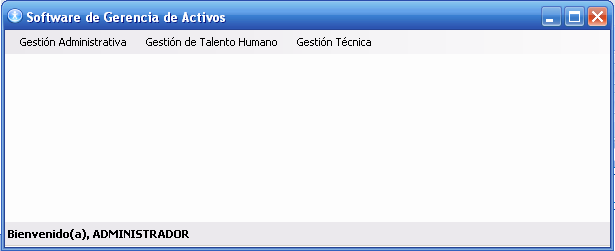 Software de Gerencia de Activos
Gestión Administrativa Gestión de Talento Humano Gestión Técnica
Bienvenido(a), ADMINISTRADOR